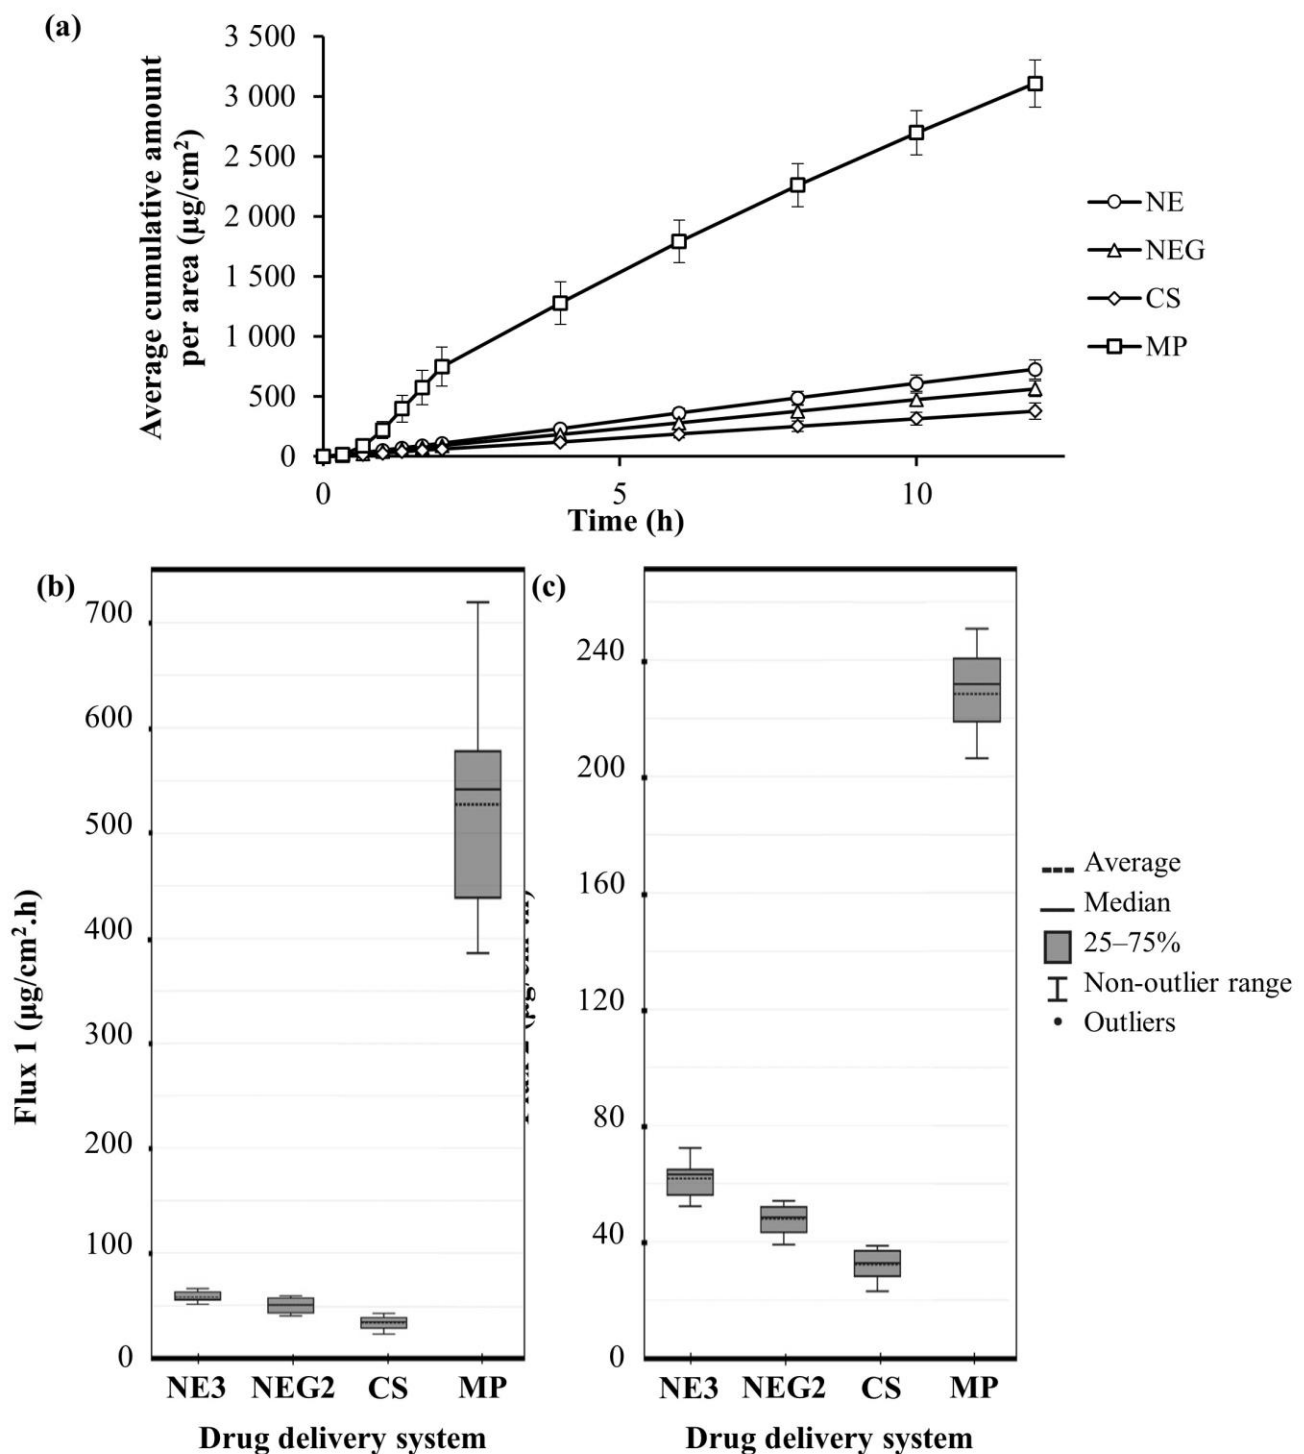 (a)
3 500
3 000
2 500
2 000
1 500
1 000
500
0
Average cumulative amount
per area (µg/cm²)
0 5 10
Time (h)
NE
NEG
CS
MP
(b)
700
600
500
400
300
200
100
0
Flux 1 (µg/cm².h)
NE3 NEG2 CS MP
Drug delivery system
(c)
240
200
160
120
80
40
0
NE3 NEG2 CS MP
Drug delivery system
Average
Median
25–75%
Non-outlier range
Outliers